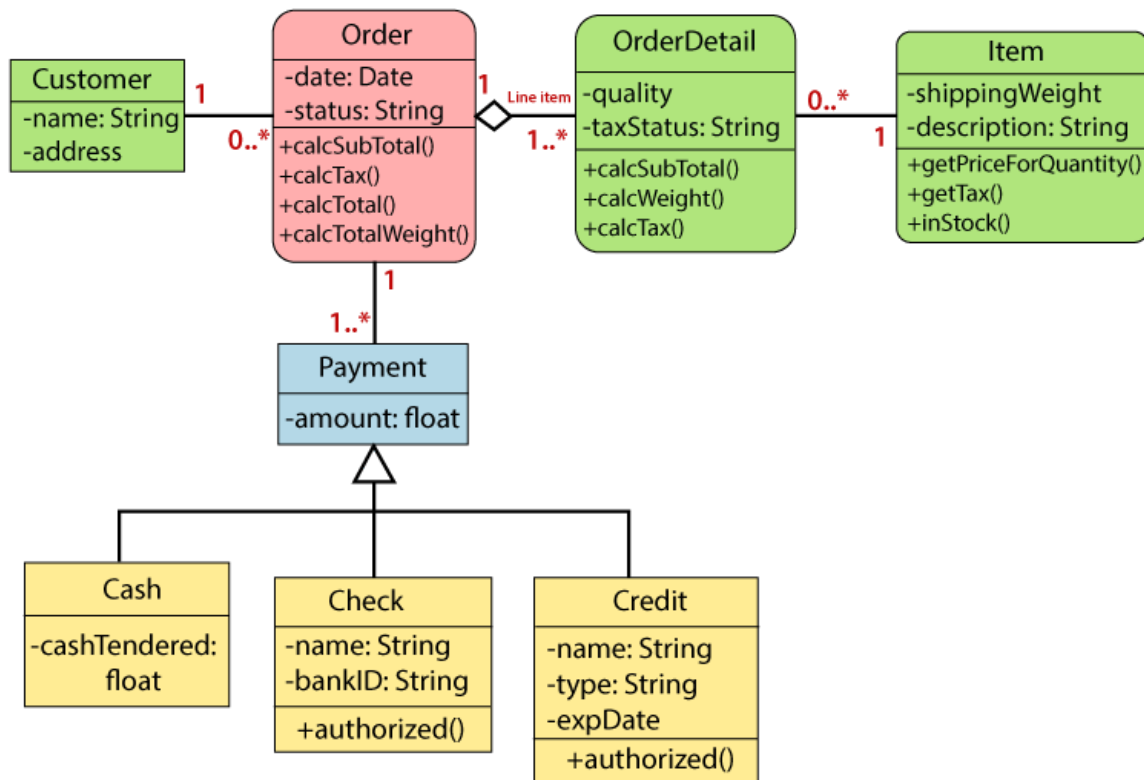 Customer
-name: String
-address
1
0..*
Order
-date: Date
-status: String
+calcSubTotal()
+calcTax()
+calcTotal()
+calcTotalWeight()
1
Line item
1..*
OrderDetail
-quality
-taxStatus: String
+calcSubTotal()
+calcWeight()
+calcTax()
0..*
1
Item
-shippingWeight
-description: String
+getPriceForQuantity()
+getTax()
+inStock()
1
1..*
Payment
-amount: float
Cash
-cashTendered:
float
Check
-name: String
-bankID: String
+authorized()
Credit
-name: String
-type: String
-expDate
+authorized()